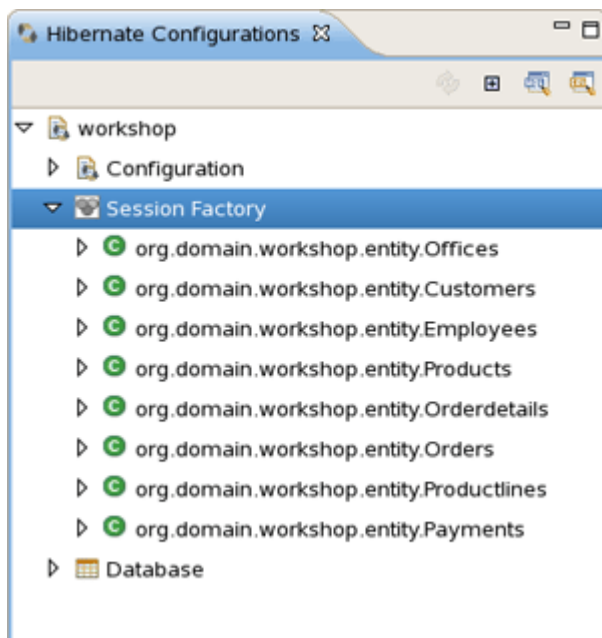 Hibernate Configurations
workshop
Configuration
Session Factory
org.domain.workshop.entity.Offices
org.domain.workshop.entity.Customers
org.domain.workshop.entity.Employees
org.domain.workshop.entity.Products
org.domain.workshop.entity.Orderdetails
org.domain.workshop.entity.Orders
org.domain.workshop.entity.Productlines
org.domain.workshop.entity.Payments
Database